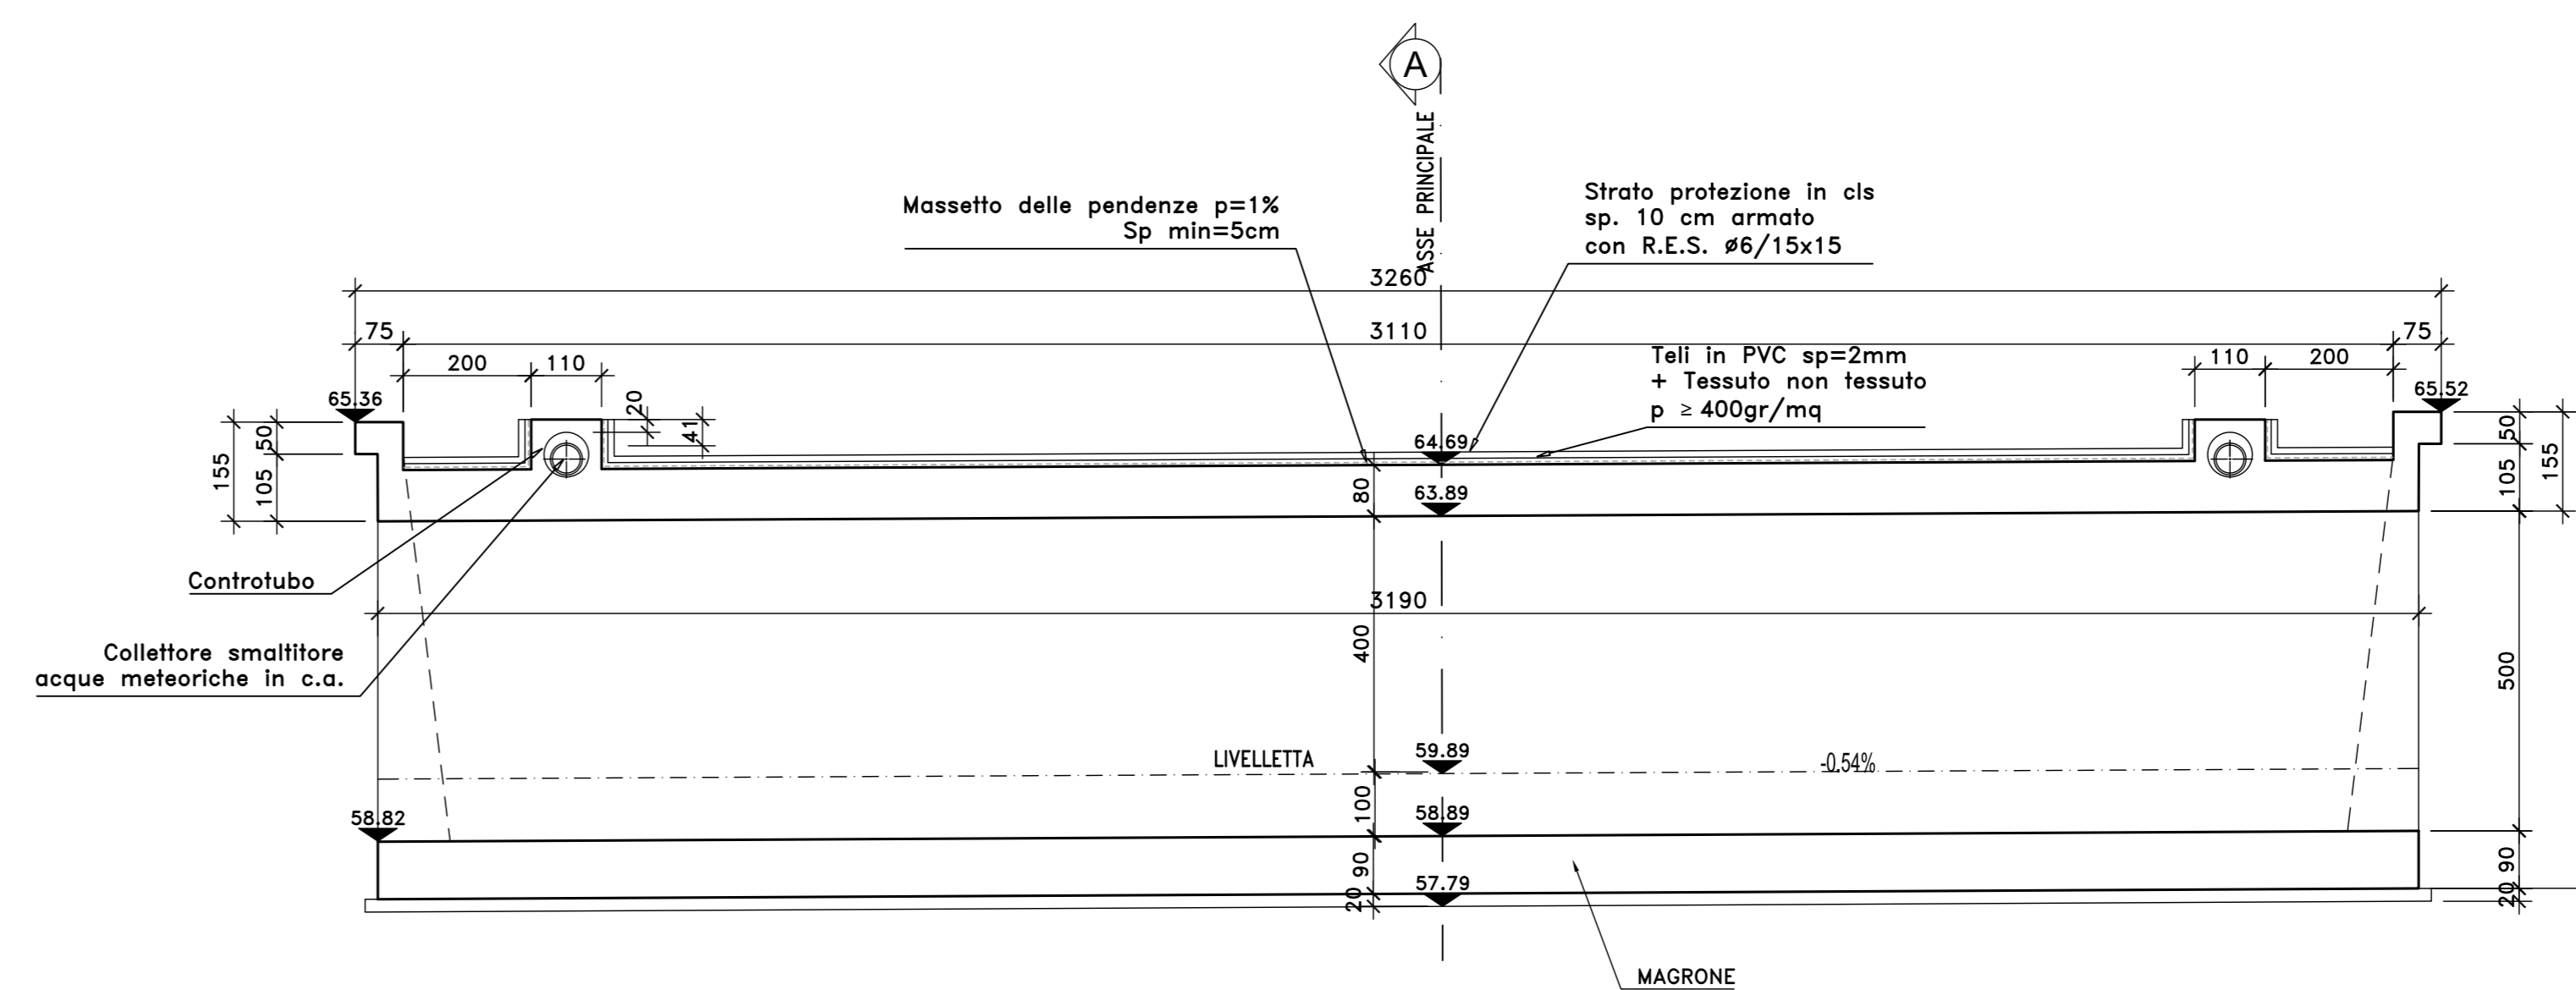 A
ASSE PRINCIPALE
Massetto delle pendenze p=1%
Sp min=5cm
Strato protezione in cls
sp. 10 cm armato
con R.E.S. ø6/15x15
3260
75
3110
75
Teli in PVC sp=2mm
+ Tessuto non tessuto
p ≥ 400gr/mq
200
110
110
200
65.36
20
41
65.52
64.69
50
155
105
50
105
155
80
63.89
Controtubo
3190
Collettore smaltitore
acque meteoriche in c.a.
400
500
LIVELLETTA
59.89
-0.54%
100
58.82
58.89
90
90
57.79
20
20
MAGRONE